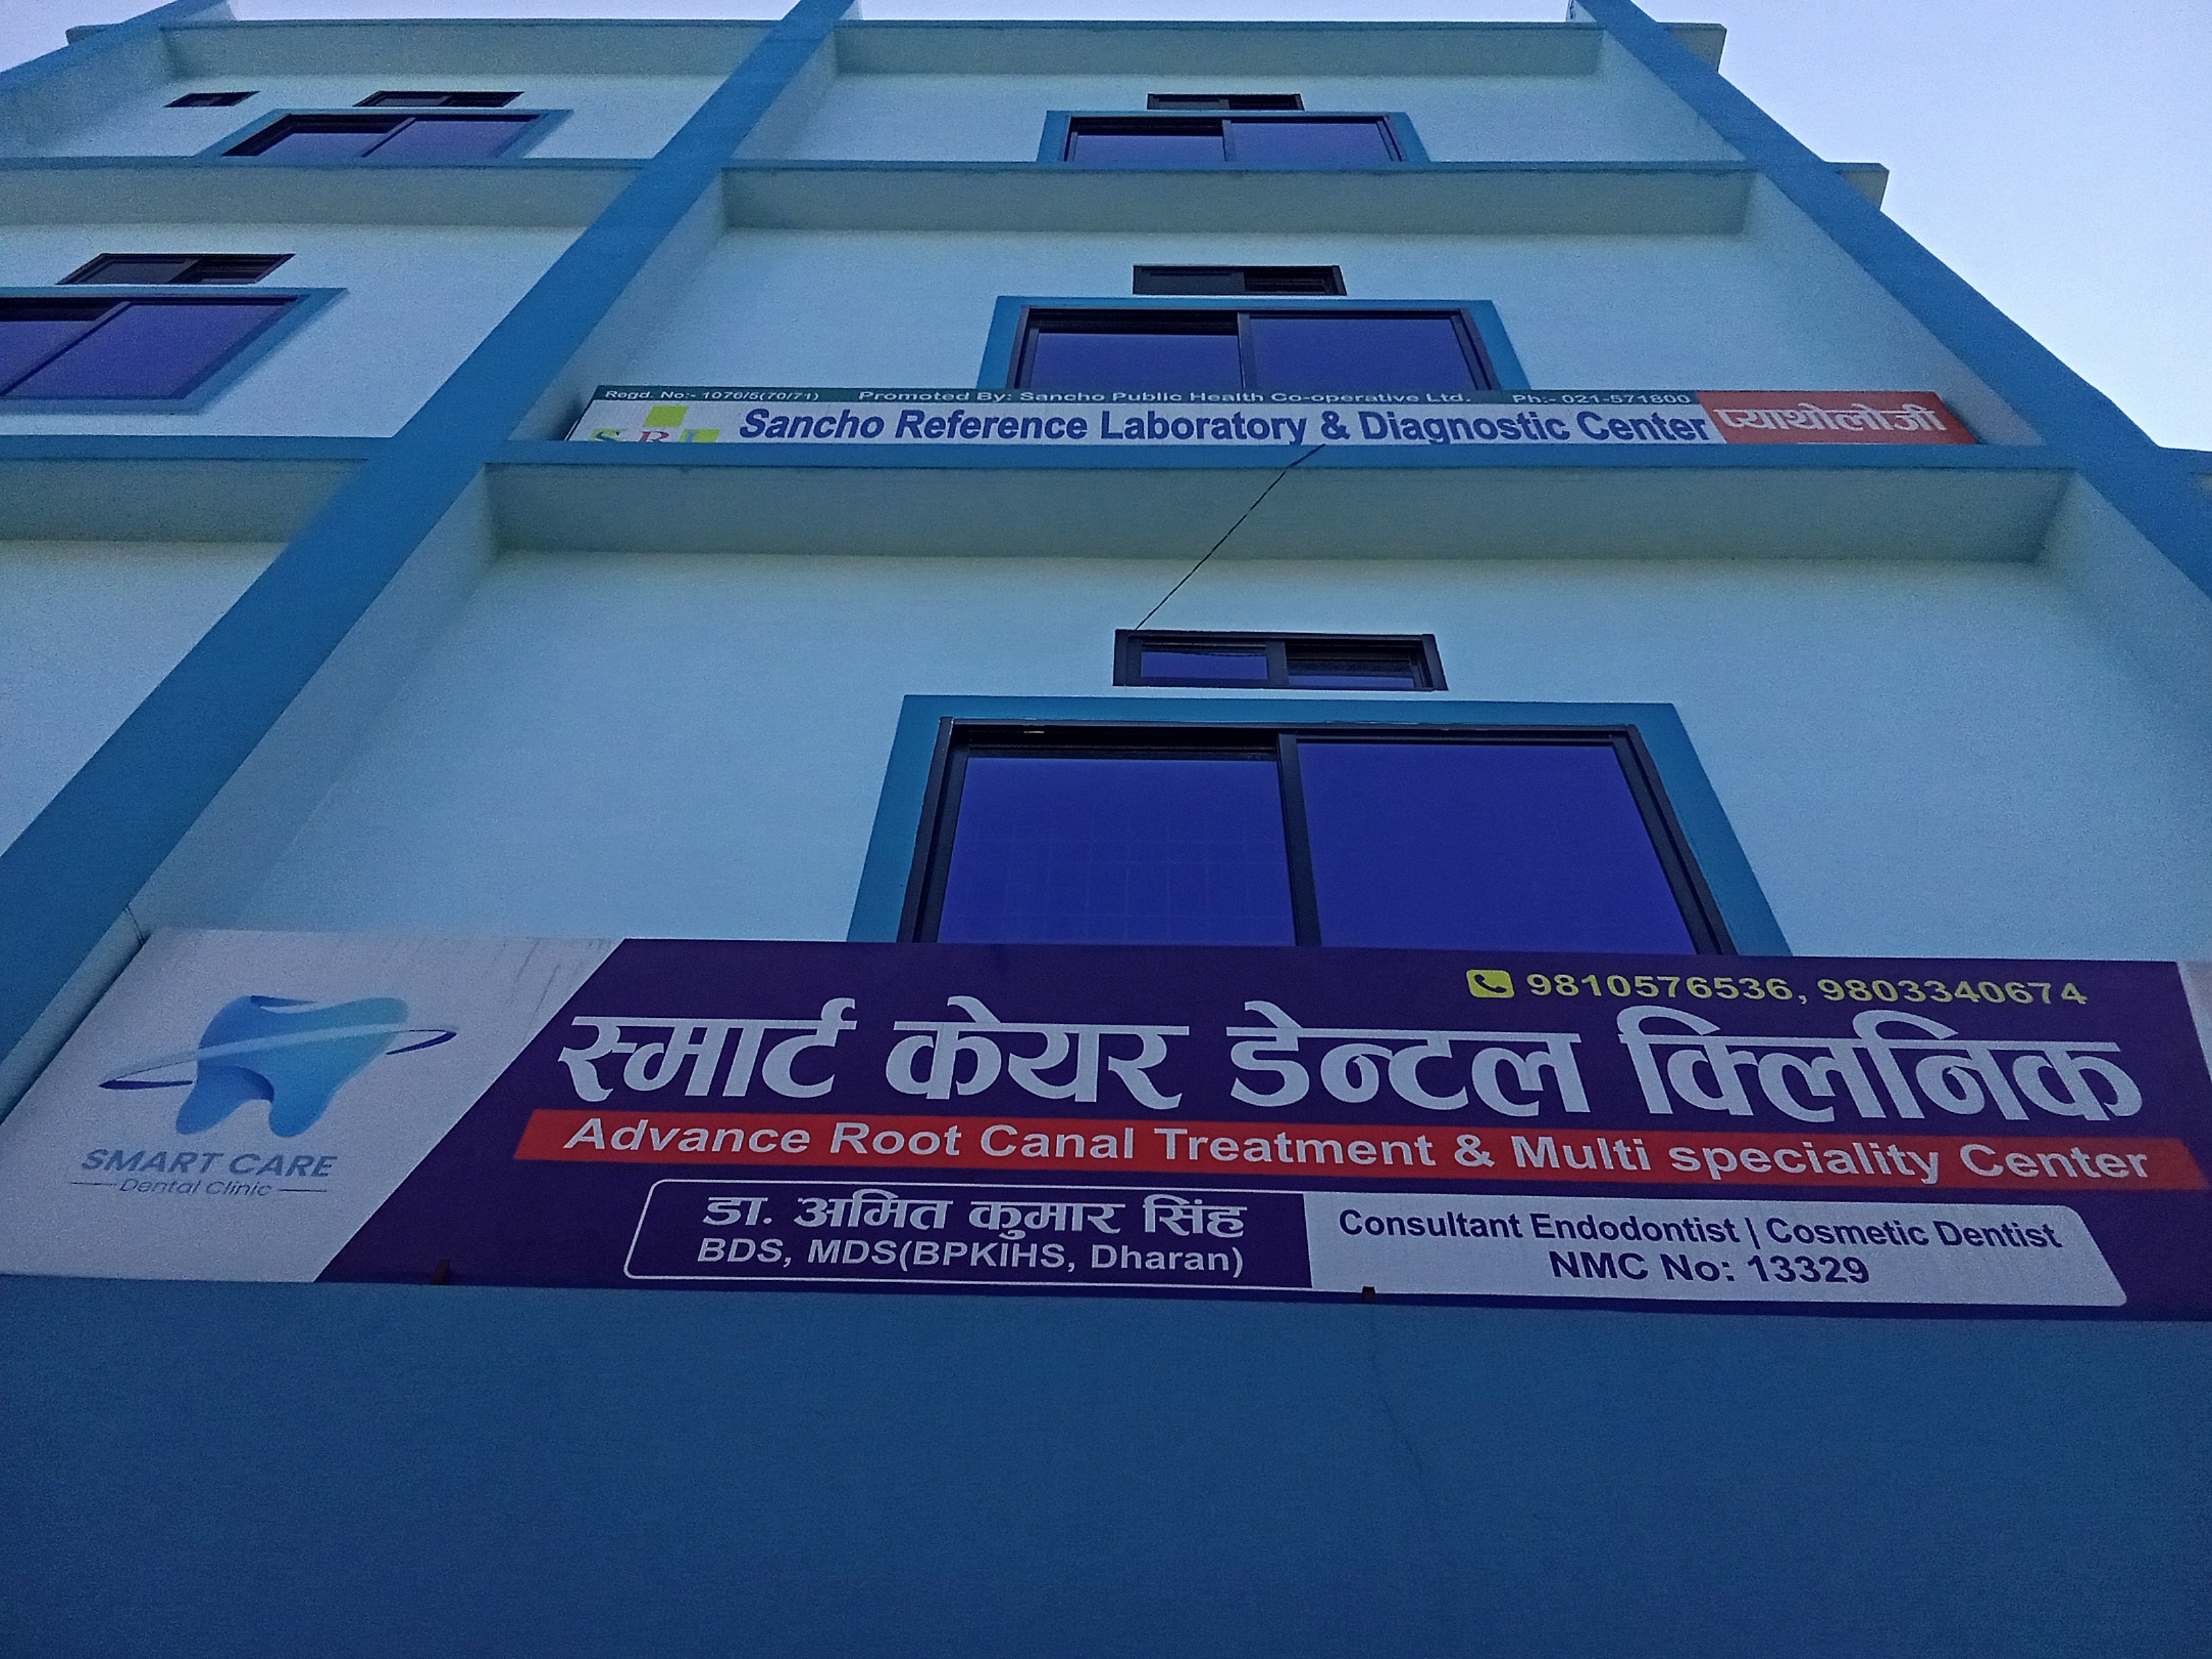 Regd. No:- 1076/5(70/71) Promoted By: Sancho Public Health Co-operative Ltd. Ph:- 021-571800
SRL Sancho Reference Laboratory & Diagnostic Center प्याथोलोजी
9810576536, 9803340674
स्मार्ट केयर डेन्टल क्लिनिक
Advance Root Canal Treatment & Multi speciality Center
SMART CARE
Dental Clinic
डा. अमित कुमार सिंह
BDS, MDS(BPKIHS, Dharan)
Consultant Endodontist | Cosmetic Dentist
NMC No: 13329